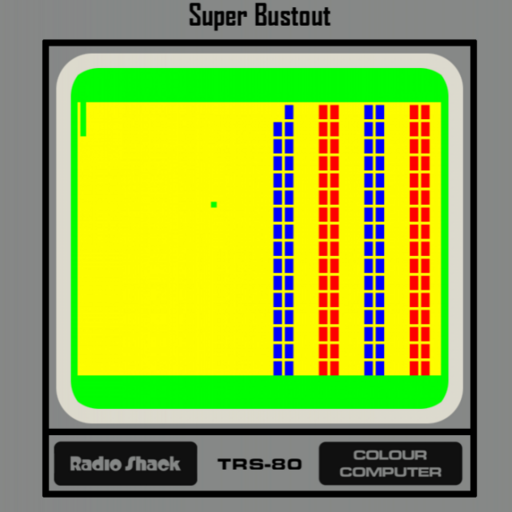 Super Bustout
Radio Shack
TRS-80
COLOUR
COMPUTER